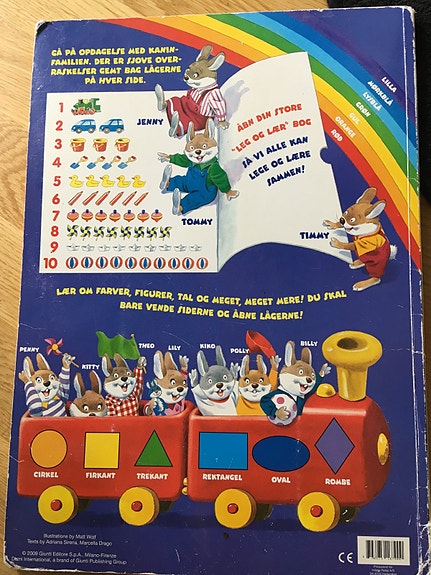 GÅ PÅ OPDAGELSE MED KANIN-
FAMILIEN. DER ER SJOVE OVER-
RASKELSER GEMT BAG LÅGERNE
PÅ HVER SIDE.
LILLA
MØRKBLÅ
LYSBLÅ
GRØN
GUL
ORANGE
RØD
1
2
3
4
5
6
7
8
9
10
JENNY
TOMMY
TIMMY
ÅBN DIN STORE
"LEG OG LÆR" BOG
SÅ VI ALLE KAN
LEGE OG LÆRE
SAMMEN!
LÆR OM FARVER, FIGURER, TAL OG MEGET, MEGET MERE! DU SKAL
BARE VENDE SIDERNE OG ÅBNE LÅGERNE!
PENNY
KITTY
THEO
LILY
KIKO
POLLY
BILLY
CIRKEL
FIRKANT
TREKANT
REKTANGEL
OVAL
ROMBE
Illustrations by Matt Wolf
Texts by Adriana Sirena, Marcella Drago
© 2009 Giunti Editore S.p.A., Milano-Firenze
Dami International, a brand of Giunti Publishing Group
CE